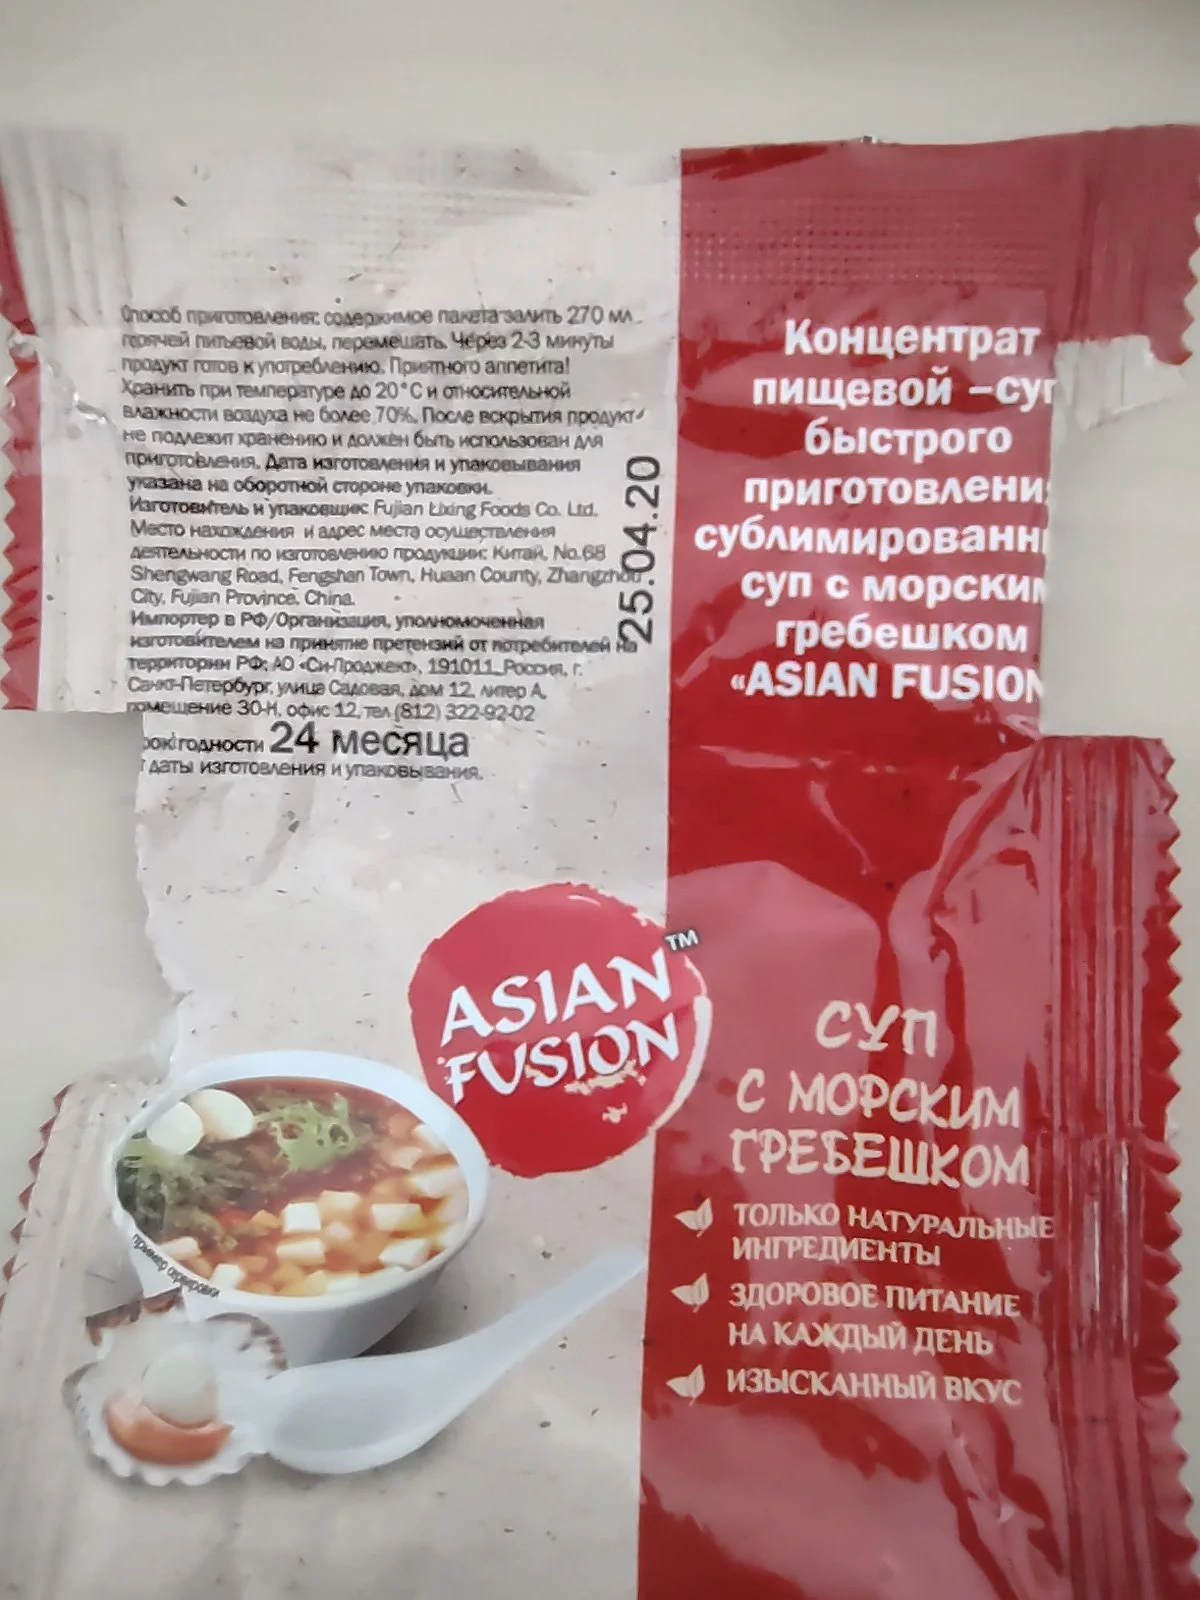 Способ приготовления: содержимое пакета залить 270 мл
горячей питьевой воды, перемешать. Через 2-3 минуты
продукт готов к употреблению. Приятного аппетита!
Хранить при температуре до 20°С и относительной
влажности воздуха не более 70%. После вскрытия продукт
не подлежит хранению и должен быть использован для
приготовления. Дата изготовления и упаковывания
указана на оборотной стороне упаковки.
Изготовитель и упаковщик: Fujian Lixing Foods Co. Ltd.
Место нахождения и адрес места осуществления
деятельности по изготовлению продукции: Китай, No.68
Shengwang Road, Fengshan Town, Huaan County, Zhangzhou
City, Fujian Province, China.
Импортер в РФ/Организация, уполномоченная
изготовителем на принятие претензий от потребителей на
территории РФ: АО «Си-Проджект», 191011, Россия, г.
Санкт-Петербург, улица Садовая, дом 12, литер А,
помещение 30-Н, офис 12, тел (812) 322-92-02
рок годности 24 месяца
т даты изготовления и упаковывания.
25.04.20
Концентрат
пищевой –суп
быстрого
приготовлени
сублимированн
суп с морским
гребешком
«ASIAN FUSION
ASIAN™
FUSION
СУП
С МОРСКИМ
ГРЕБЕШКОМ
ТОЛЬКО НАТУРАЛЬНЫЕ
ИНГРЕДИЕНТЫ
ЗДОРОВОЕ ПИТАНИЕ
НА КАЖДЫЙ ДЕНЬ
ИЗЫСКАННЫЙ ВКУС
пример сервировки